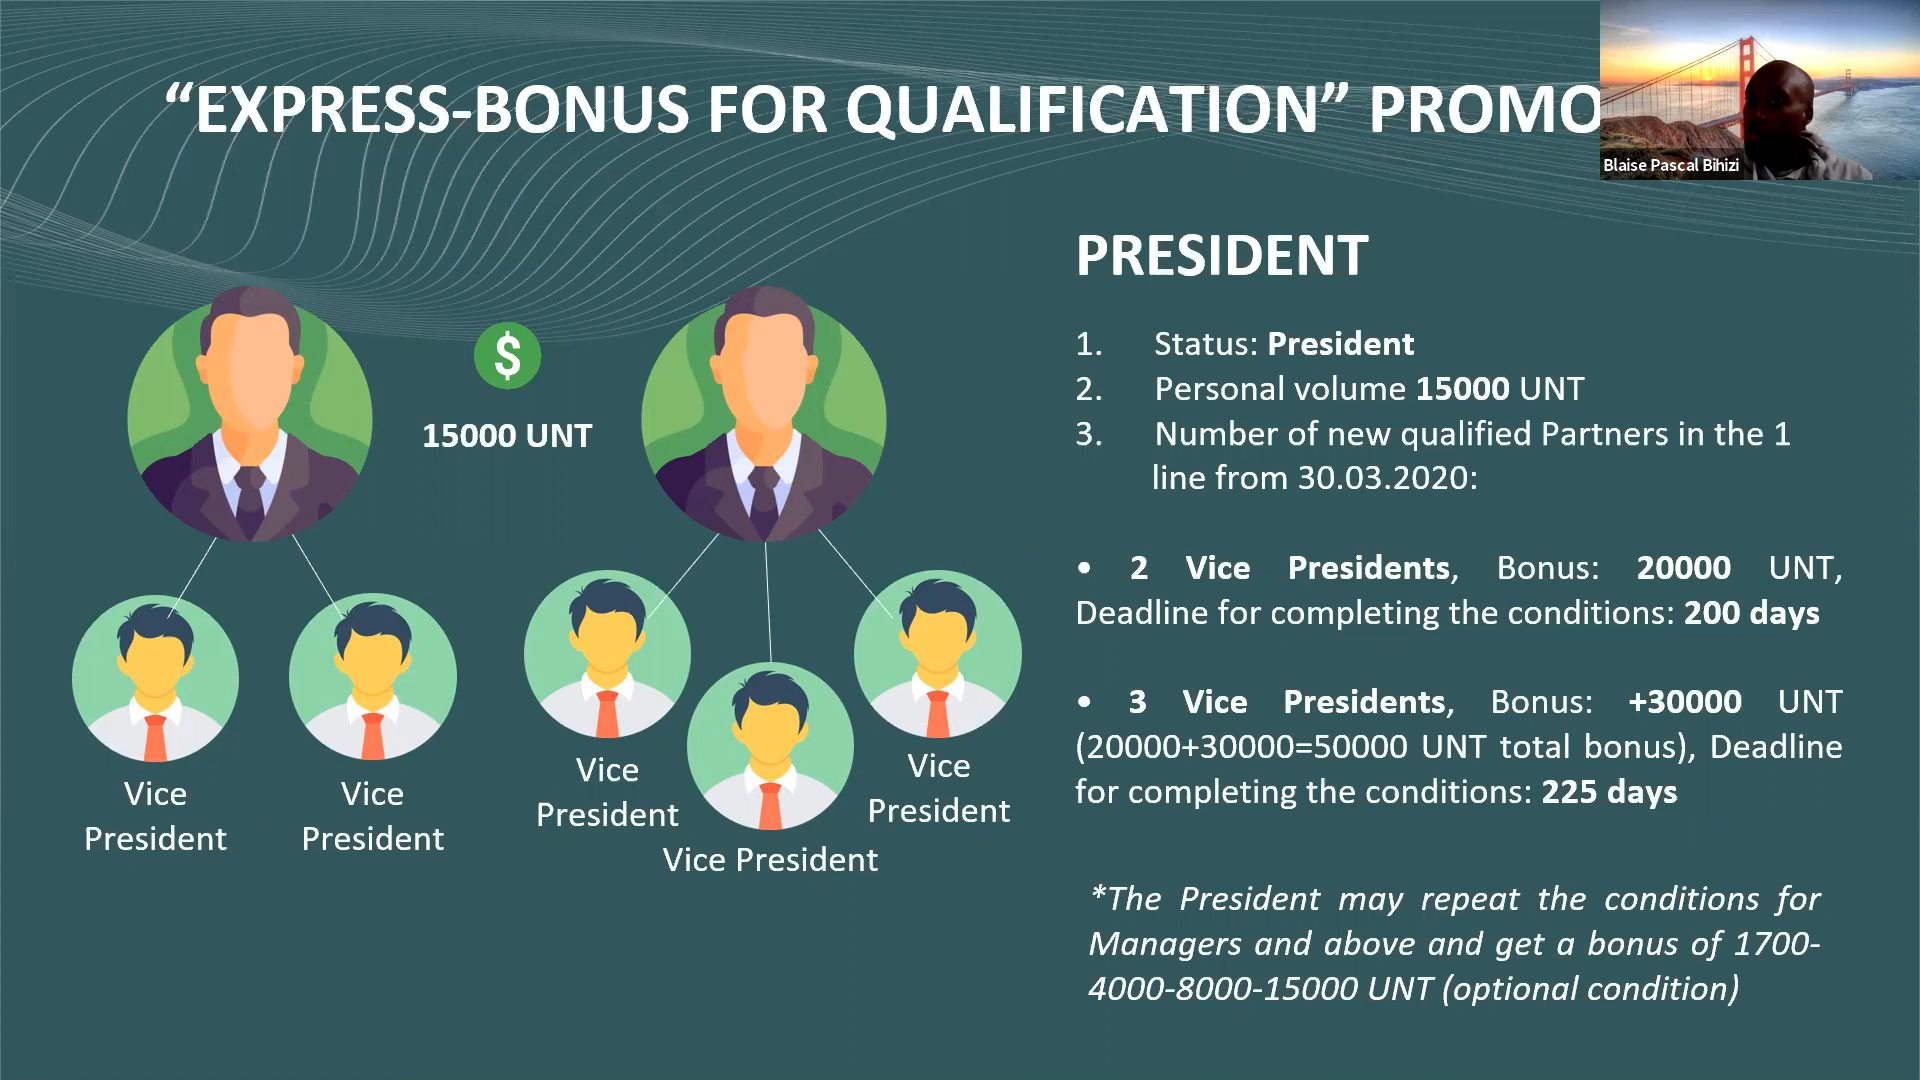 “EXPRESS-BONUS FOR QUALIFICATION” PROMO
Blaise Pascal Bihizi
PRESIDENT
$
15000 UNT
1. Status: President
2. Personal volume 15000 UNT
3. Number of new qualified Partners in the 1
line from 30.03.2020:
• 2 Vice Presidents, Bonus: 20000 UNT,
Deadline for completing the conditions: 200 days
• 3 Vice Presidents, Bonus: +30000 UNT
(20000+30000=50000 UNT total bonus), Deadline
for completing the conditions: 225 days
Vice
President
Vice
President
Vice
President
Vice President
Vice
President
*The President may repeat the conditions for
Managers and above and get a bonus of 1700-
4000-8000-15000 UNT (optional condition)